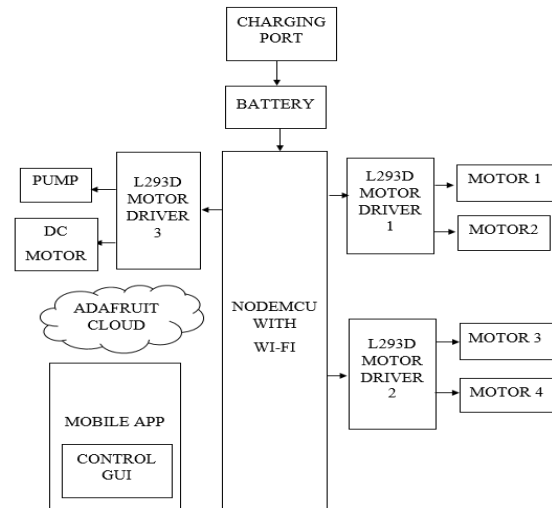 CHARGING
PORT
BATTERY
PUMP
DC
MOTOR
L293D
MOTOR
DRIVER
3
ADAFRUIT
CLOUD
MOBILE APP
CONTROL
GUI
NODEMCU
WITH
WI-FI
L293D
MOTOR
DRIVER
1
MOTOR 1
MOTOR2
L293D
MOTOR
DRIVER
2
MOTOR 3
MOTOR 4